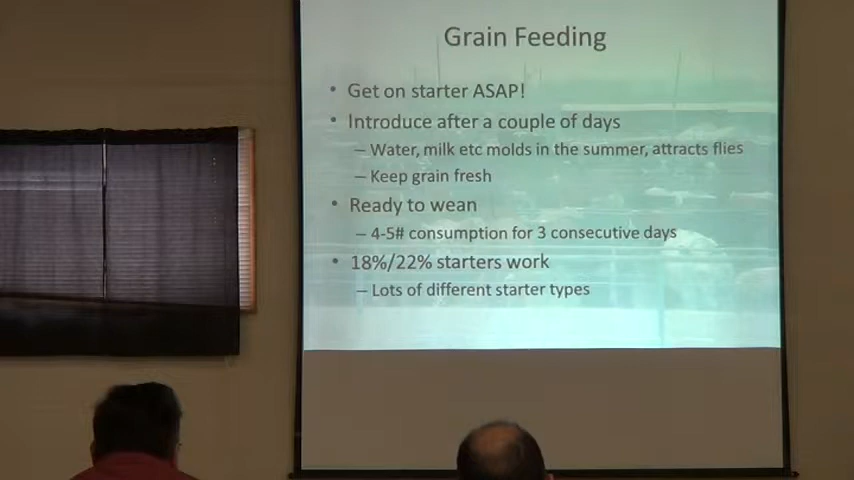 Grain Feeding
• Get on starter ASAP!
• Introduce after a couple of days
– Water, milk etc molds in the summer, attracts flies
– Keep grain fresh
• Ready to wean
– 4-5# consumption for 3 consecutive days
• 18%/22% starters work
– Lots of different starter types